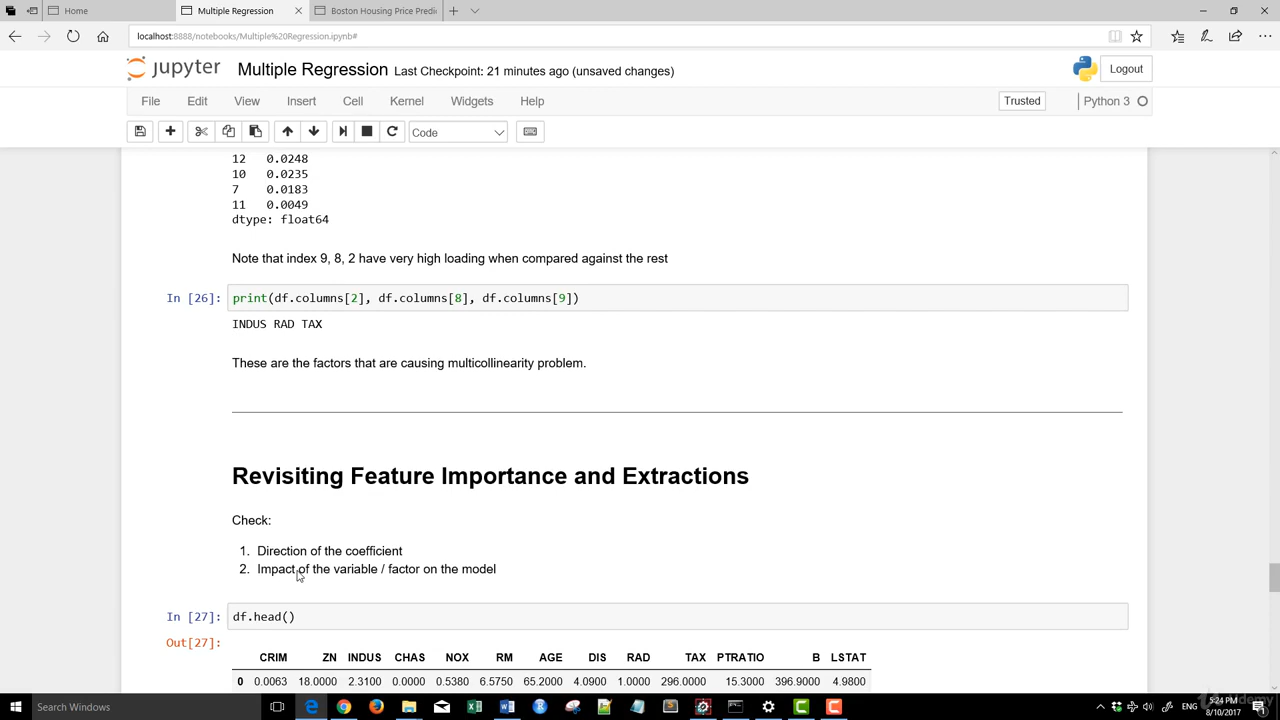 Home
Multiple Regression
Boston Housing Price Predi
localhost:8888/notebooks/Multiple%20Regression.ipynb#
jupyter Multiple Regression Last Checkpoint: 21 minutes ago (unsaved changes)
Logout
File Edit View Insert Cell Kernel Widgets Help
Trusted
Python 3
Code
12 0.0248
10 0.0235
7 0.0183
11 0.0049
dtype: float64
Note that index 9, 8, 2 have very high loading when compared against the rest
In [26]: print(df.columns[2], df.columns[8], df.columns[9])
INDUS RAD TAX
These are the factors that are causing multicollinearity problem.
Revisiting Feature Importance and Extractions
Check:
1. Direction of the coefficient
2. Impact of the variable / factor on the model
In [27]: df.head()
Out[27]:
CRIM ZN INDUS CHAS NOX RM AGE DIS RAD TAX PTRATIO B LSTAT
0 0.0063 18.0000 2.3100 0.0000 0.5380 6.5750 65.2000 4.0900 1.0000 296.0000 15.3000 396.9000 4.9800
Search Windows
ENG
5:24 PM
8/10/2017